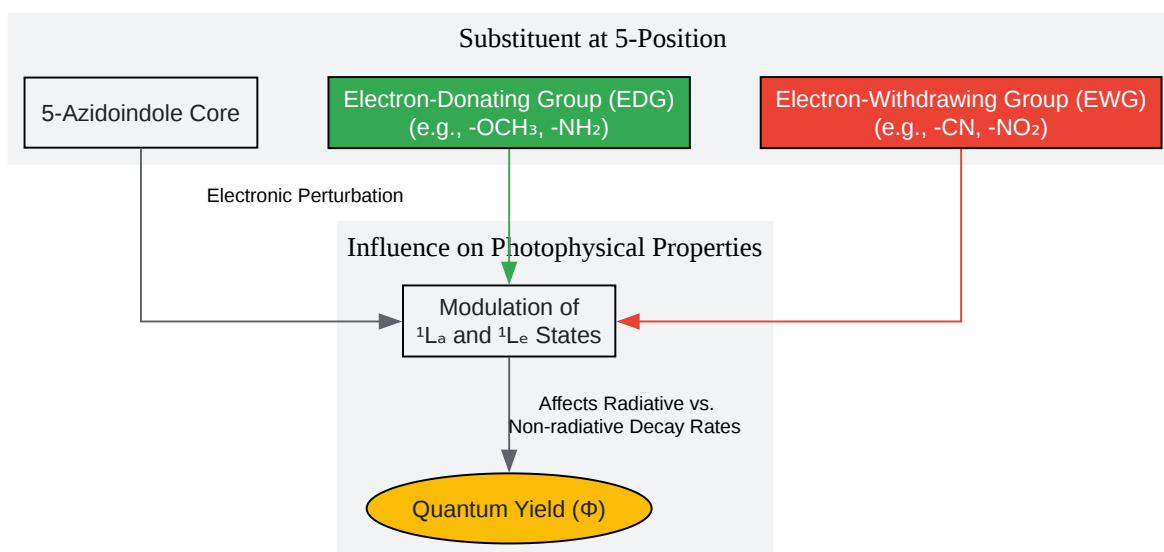 Substituent at 5-Position
5-Azidoindole Core
Electron-Donating Group (EDG)
(e.g., -OCH₃, -NH₂)
Electron-Withdrawing Group (EWG)
(e.g., -CN, -NO₂)
Electronic Perturbation
Influence on Photophysical Properties
Modulation of
¹Lₐ and ¹Lₑ States
Affects Radiative vs.
Non-radiative Decay Rates
Quantum Yield (Φ)